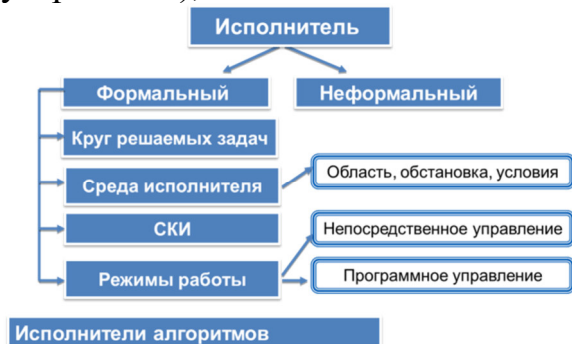 Исполнитель
Формальный
Неформальный
Круг решаемых задач
Среда исполнителя
Область, обстановка, условия
СКИ
Непосредственное управление
Режимы работы
Программное управление
Исполнители алгоритмов